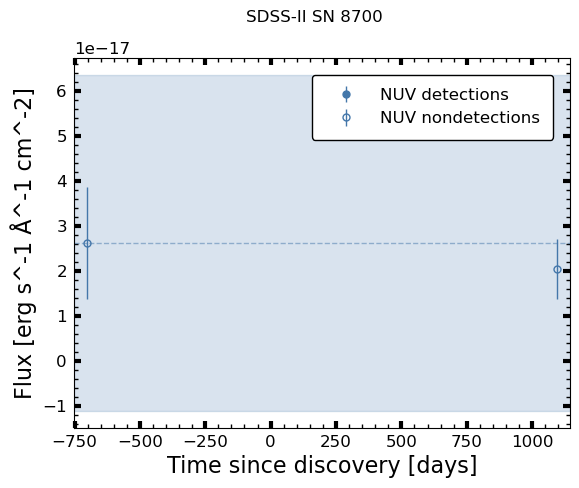 SDSS-II SN 8700
1e−17
NUV detections
NUV nondetections
6
5
4
3
2
1
0
−1
Flux [erg s^-1 Å^-1 cm^-2]
−750 −500 −250 0 250 500 750 1000
Time since discovery [days]